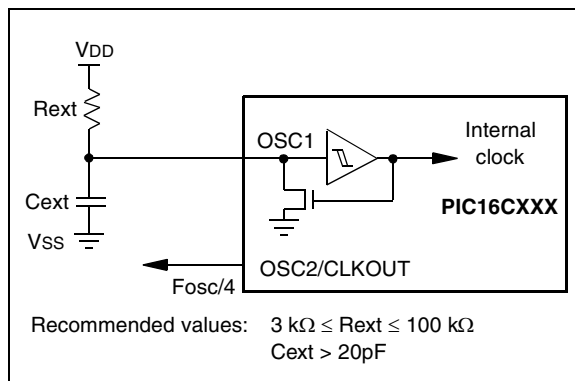 VDD
Rext
OSC1
Internal
clock
Cext
PIC16CXXX
VSS
OSC2/CLKOUT
Fosc/4
Recommended values: 3 kΩ ≤ Rext ≤ 100 kΩ
Cext > 20pF